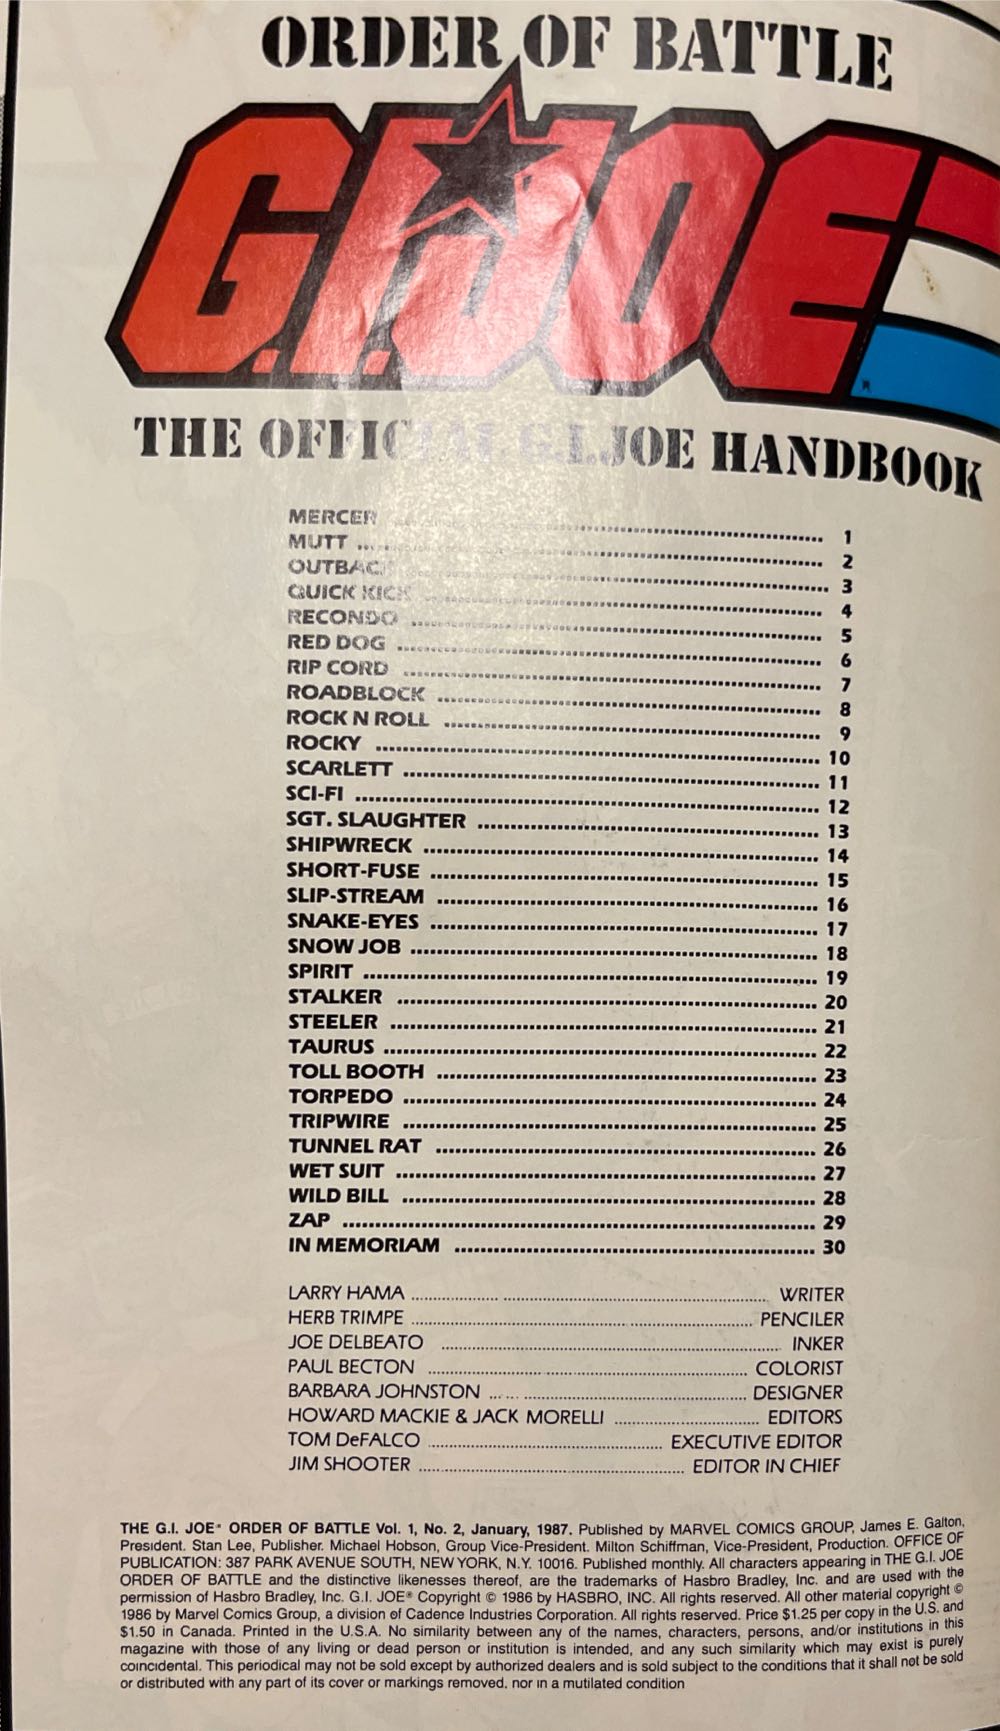 ORDER OF BATTLE
G.I. JOE
THE OFFICIAL G.I. JOE HANDBOOK
MERCER 1
MUTT 2
OUTBACK 3
QUICK KICK 4
RECONDO 5
RED DOG 6
RIP CORD 7
ROADBLOCK 8
ROCK N ROLL 9
ROCKY 10
SCARLETT 11
SCI-FI 12
SGT. SLAUGHTER 13
SHIPWRECK 14
SHORT-FUSE 15
SLIP-STREAM 16
SNAKE-EYES 17
SNOW JOB 18
SPIRIT 19
STALKER 20
STEELER 21
TAURUS 22
TOLL BOOTH 23
TORPEDO 24
TRIPWIRE 25
TUNNEL RAT 26
WET SUIT 27
WILD BILL 28
ZAP 29
IN MEMORIAM 30
LARRY HAMA WRITER
HERB TRIMPE PENCILER
JOE DELBEATO INKER
PAUL BECTON COLORIST
BARBARA JOHNSTON DESIGNER
HOWARD MACKIE & JACK MORELLI EDITORS
TOM DeFALCO EXECUTIVE EDITOR
JIM SHOOTER EDITOR IN CHIEF
THE G.I. JOE® ORDER OF BATTLE Vol. 1, No. 2, January, 1987. Published by MARVEL COMICS GROUP, James E. Galton,
President. Stan Lee, Publisher. Michael Hobson, Group Vice-President. Milton Schiffman, Vice-President, Production. OFFICE OF
PUBLICATION: 387 PARK AVENUE SOUTH, NEW YORK, N.Y. 10016. Published monthly. All characters appearing in THE G.I. JOE
ORDER OF BATTLE and the distinctive likenesses thereof, are the trademarks of Hasbro Bradley, Inc. and are used with the
permission of Hasbro Bradley, Inc. G.I. JOE® Copyright © 1986 by HASBRO, INC. All rights reserved. All other material copyright ©
1986 by Marvel Comics Group, a division of Cadence Industries Corporation. All rights reserved. Price $1.25 per copy in the U.S. and
$1.50 in Canada. Printed in the U.S.A. No similarity between any of the names, characters, persons, and/or institutions in this
magazine with those of any living or dead person or institution is intended, and any such similarity which may exist is purely
coincidental. This periodical may not be sold except by authorized dealers and is sold subject to the conditions that it shall not be sold
or distributed with any part of its cover or markings removed, nor in a mutilated condition